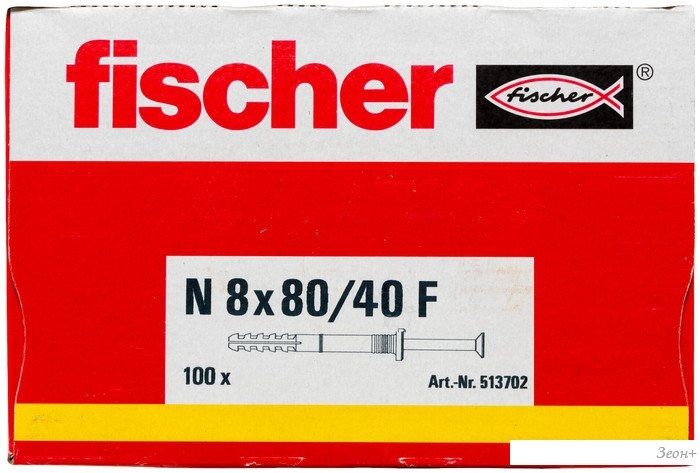 fischer
fischer ®
N 8x80/40 F
100 x
Art.-Nr. 513702
Зеон+